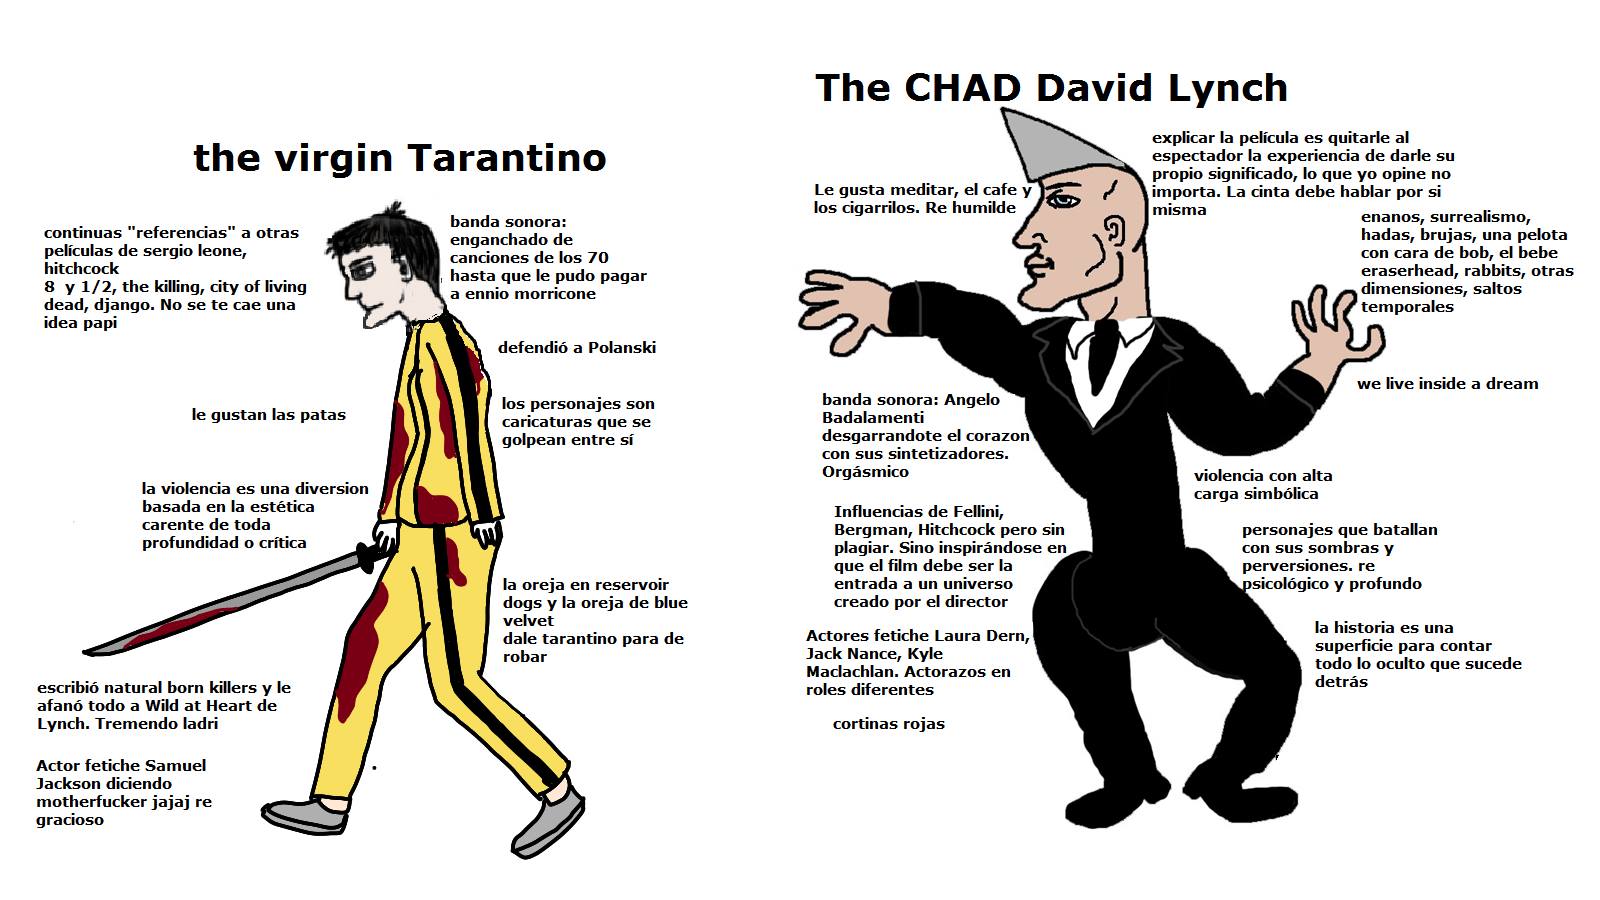 the virgin Tarantino
continuas "referencias" a otras
películas de sergio leone,
hitchcock
8  y 1/2, the killing, city of living
dead, django. No se te cae una
idea papi
banda sonora:
enganchado de
canciones de los 70
hasta que le pudo pagar
a ennio morricone
defendió a Polanski
le gustan las patas
los personajes son
caricaturas que se
golpean entre sí
la violencia es una diversion
basada en la estética
carente de toda
profundidad o crítica
la oreja en reservoir
dogs y la oreja de blue
velvet
dale tarantino para de
robar
escribió natural born killers y le
afanó todo a Wild at Heart de
Lynch. Tremendo ladri
Actor fetiche Samuel
Jackson diciendo
motherfucker jajaj re
gracioso
The CHAD David Lynch
Le gusta meditar, el cafe y
los cigarrilos. Re humilde
explicar la película es quitarle al
espectador la experiencia de darle su
propio significado, lo que yo opine no
importa. La cinta debe hablar por si
misma
enanos, surrealismo,
hadas, brujas, una pelota
con cara de bob, el bebe
eraserhead, rabbits, otras
dimensiones, saltos
temporales
we live inside a dream
banda sonora: Angelo
Badalamenti
desgarrandote el corazon
con sus sintetizadores.
Orgásmico
violencia con alta
carga simbólica
Influencias de Fellini,
Bergman, Hitchcock pero sin
plagiar. Sino inspirándose en
que el film debe ser la
entrada a un universo
creado por el director
personajes que batallan
con sus sombras y
perversiones. re
psicológico y profundo
Actores fetiche Laura Dern,
Jack Nance, Kyle
Maclachlan. Actorazos en
roles diferentes
la historia es una
superficie para contar
todo lo oculto que sucede
detrás
cortinas rojas